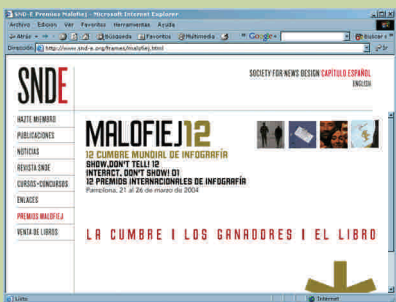 SND-E Premios Malofiej - Microsoft Internet Explorer
Archivo Edición Ver Favoritos Herramientas Ayuda
Atrás Búsqueda Favoritos Multimedia Google Buscar
Dirección http://www.snd-e.org/frames/malofiej.html Ir
SNDE
SOCIETY FOR NEWS DESIGN CAPÍTULO ESPAÑOL
ENGLISH
HAZTE MIEMBRO
PUBLICACIONES
NOTICIAS
REVISTA SNDE
CURSOS-CONCURSOS
ENLACES
PREMIOS MALOFIEJ
VENTA DE LIBROS
MALOFIEJ12
12 CUMBRE MUNDIAL DE INFOGRAFÍA
SHOW,DON'T TELL! 12
INTERACT, DON'T SHOW! 01
12 PREMIOS INTERNACIONALES DE INFOGRAFÍA
Pamplona, 21 al 26 de marzo de 2004
LA CUMBRE | LOS GANADORES | EL LIBRO
Listo Internet